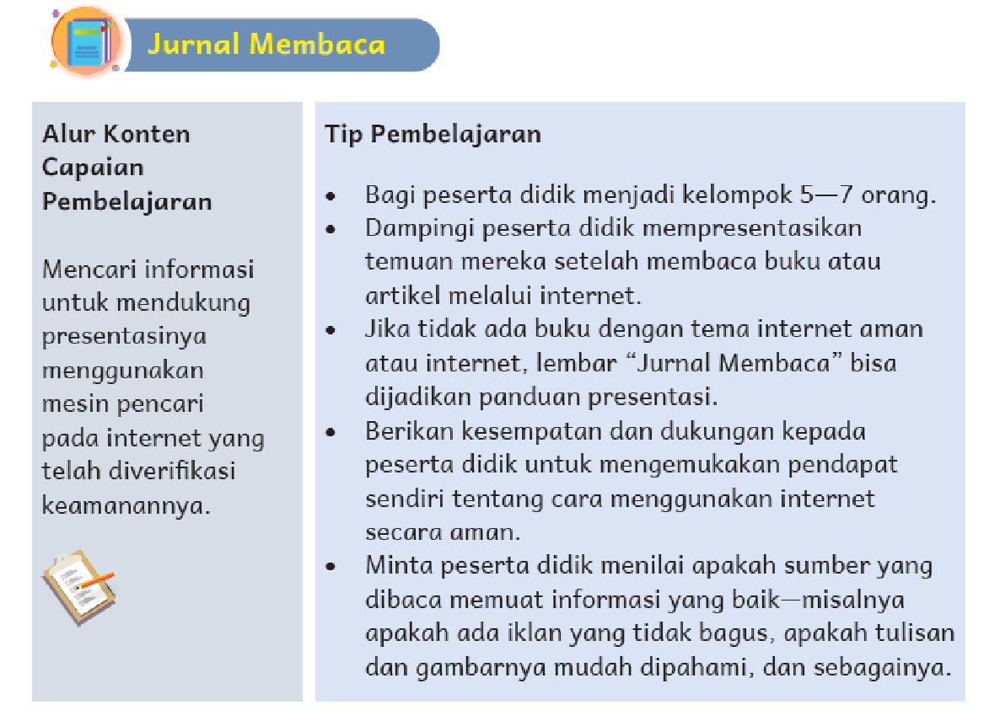 Jurnal Membaca
Alur Konten
Capaian
Pembelajaran
Mencari informasi
untuk mendukung
presentasinya
menggunakan
mesin pencari
pada internet yang
telah diverifikasi
keamanannya.
Tip Pembelajaran
• Bagi peserta didik menjadi kelompok 5—7 orang.
• Dampingi peserta didik mempresentasikan
temuan mereka setelah membaca buku atau
artikel melalui internet.
• Jika tidak ada buku dengan tema internet aman
atau internet, lembar “Jurnal Membaca” bisa
dijadikan panduan presentasi.
• Berikan kesempatan dan dukungan kepada
peserta didik untuk mengemukakan pendapat
sendiri tentang cara menggunakan internet
secara aman.
• Minta peserta didik menilai apakah sumber yang
dibaca memuat informasi yang baik—misalnya
apakah ada iklan yang tidak bagus, apakah tulisan
dan gambarnya mudah dipahami, dan sebagainya.